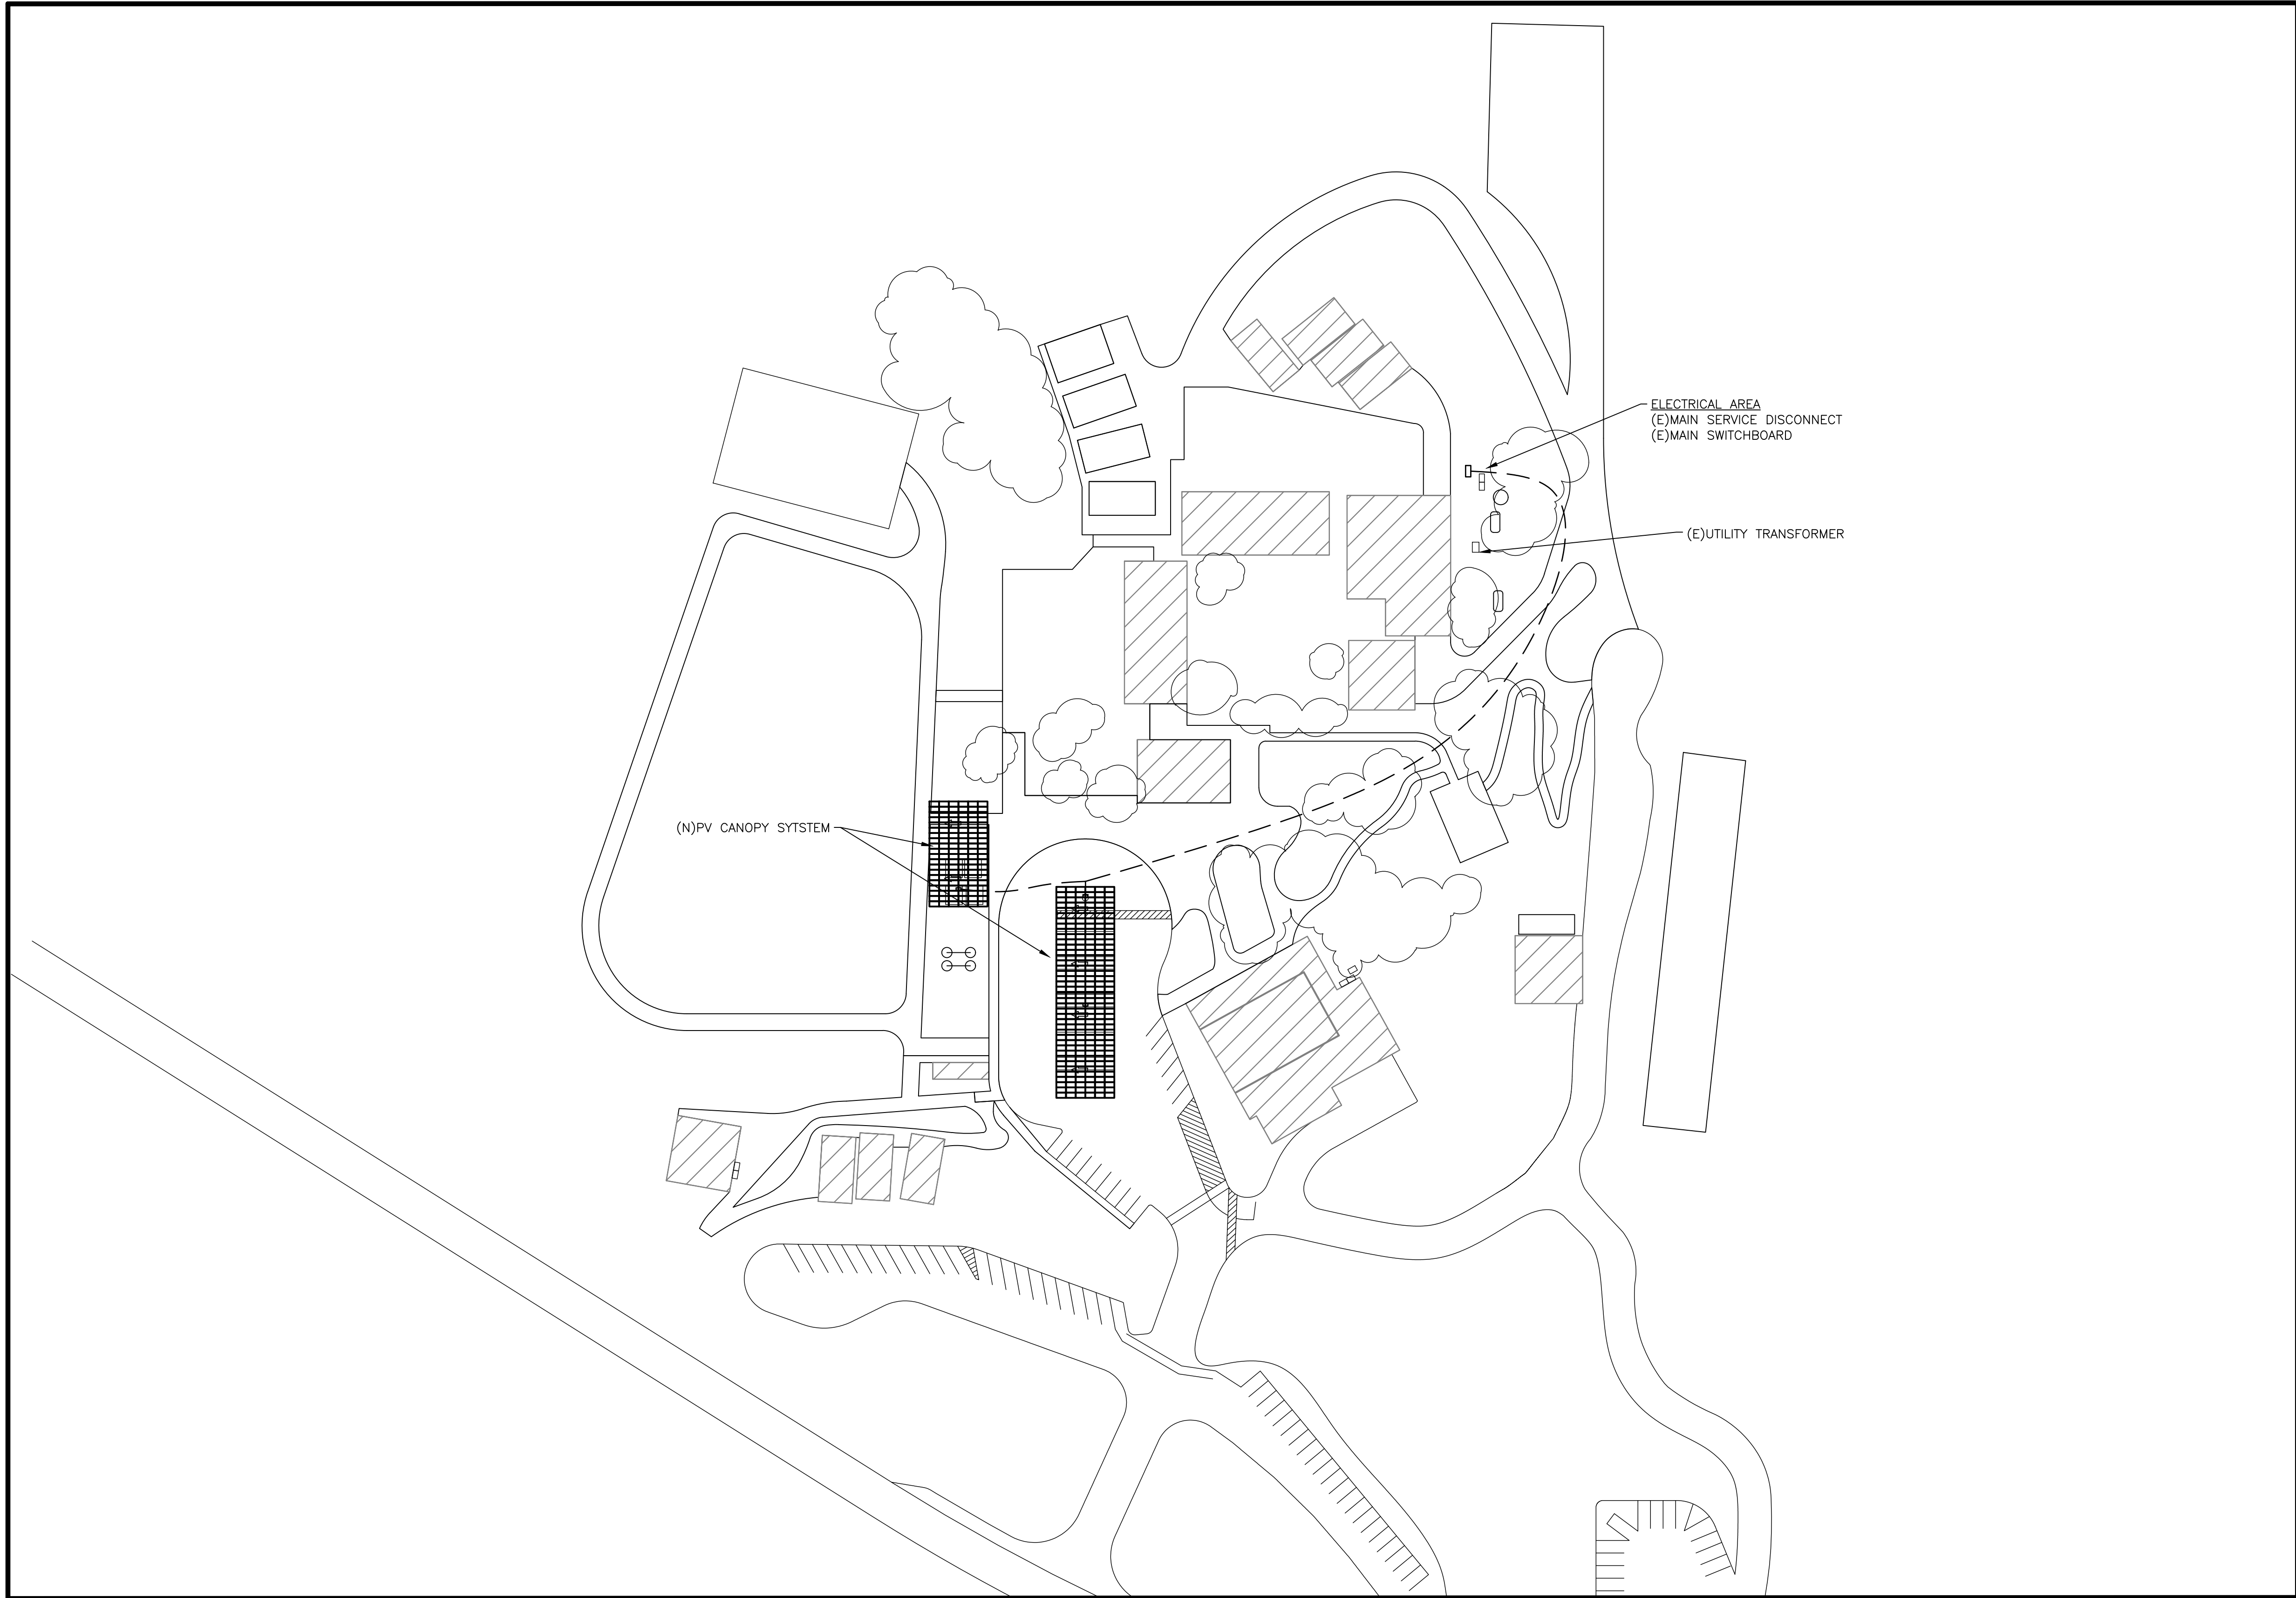 ELECTRICAL AREA
(E)MAIN SERVICE DISCONNECT
(E)MAIN SWITCHBOARD
(E)UTILITY TRANSFORMER
(N)PV CANOPY SYTSTEM